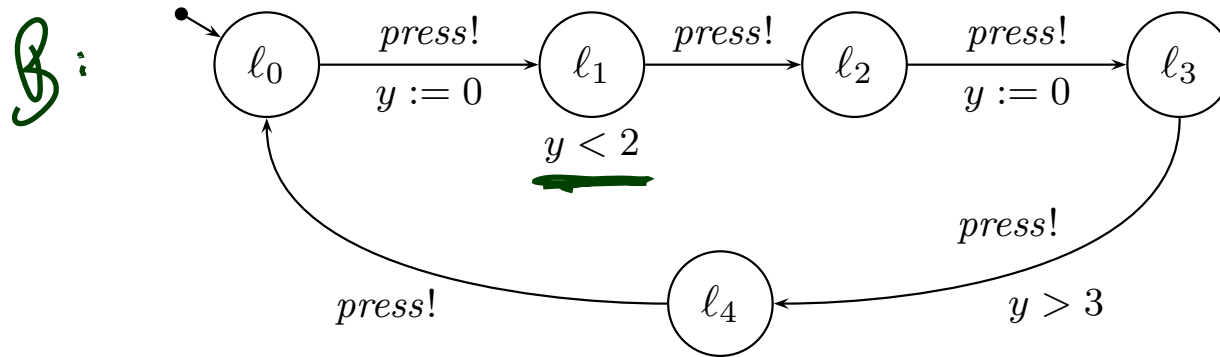 press! press! press!
B : ℓ0 ℓ1 ℓ2 ℓ3
y := 0 y := 0
y < 2
press!
press! ℓ4 y > 3